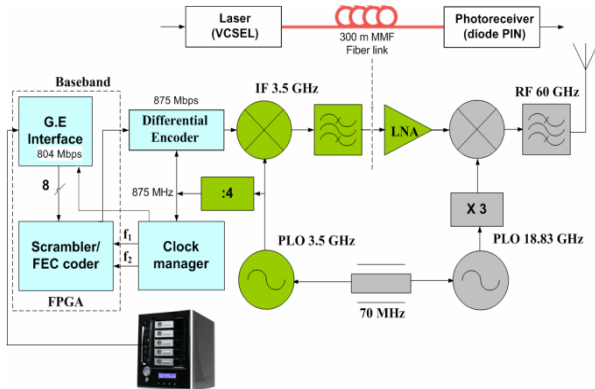 Laser
(VCSEL)
300 m MMF
Fiber link
Photoreceiver
(diode PIN)
Baseband
875 Mbps
IF 3.5 GHz
RF 60 GHz
G.E
Interface
804 Mbps
Differential
Encoder
LNA
8
875 MHz
:4
X 3
Scrambler/
FEC coder
f1
f2
Clock
manager
PLO 3.5 GHz
PLO 18.83 GHz
FPGA
70 MHz